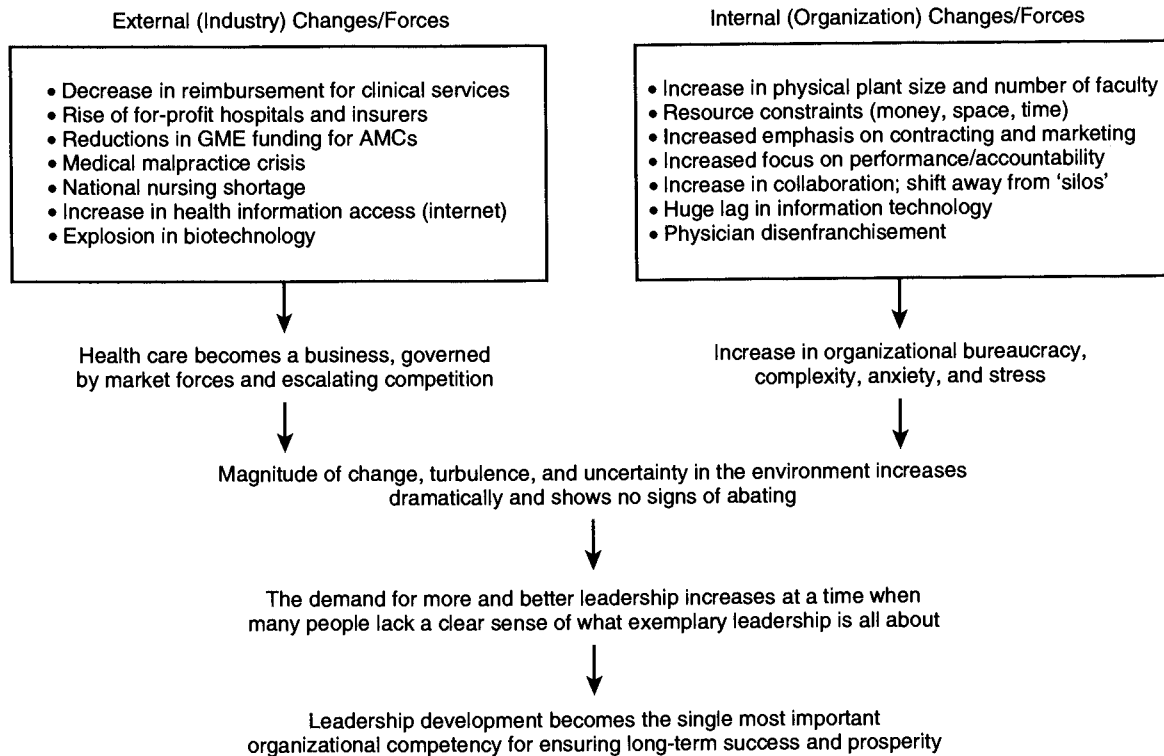 External (Industry) Changes/Forces
• Decrease in reimbursement for clinical services
• Rise of for-profit hospitals and insurers
• Reductions in GME funding for AMCs
• Medical malpractice crisis
• National nursing shortage
• Increase in health information access (internet)
• Explosion in biotechnology
Internal (Organization) Changes/Forces
• Increase in physical plant size and number of faculty
• Resource constraints (money, space, time)
• Increased emphasis on contracting and marketing
• Increased focus on performance/accountability
• Increase in collaboration; shift away from 'silos'
• Huge lag in information technology
• Physician disenfranchisement
Health care becomes a business, governed
by market forces and escalating competition
Increase in organizational bureaucracy,
complexity, anxiety, and stress
Magnitude of change, turbulence, and uncertainty in the environment increases
dramatically and shows no signs of abating
The demand for more and better leadership increases at a time when
many people lack a clear sense of what exemplary leadership is all about
Leadership development becomes the single most important
organizational competency for ensuring long-term success and prosperity